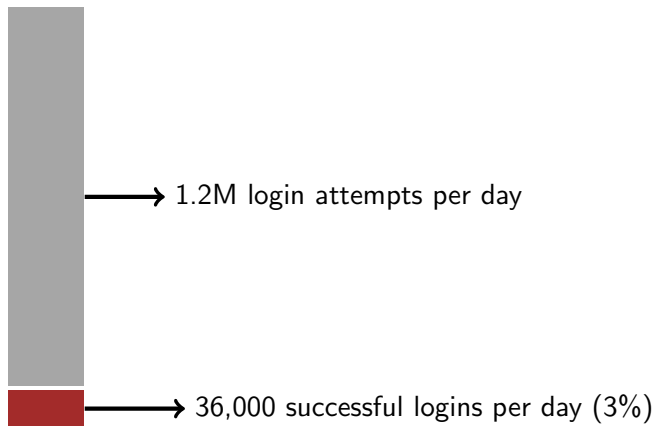 1.2M login attempts per day
36,000 successful logins per day (3%)